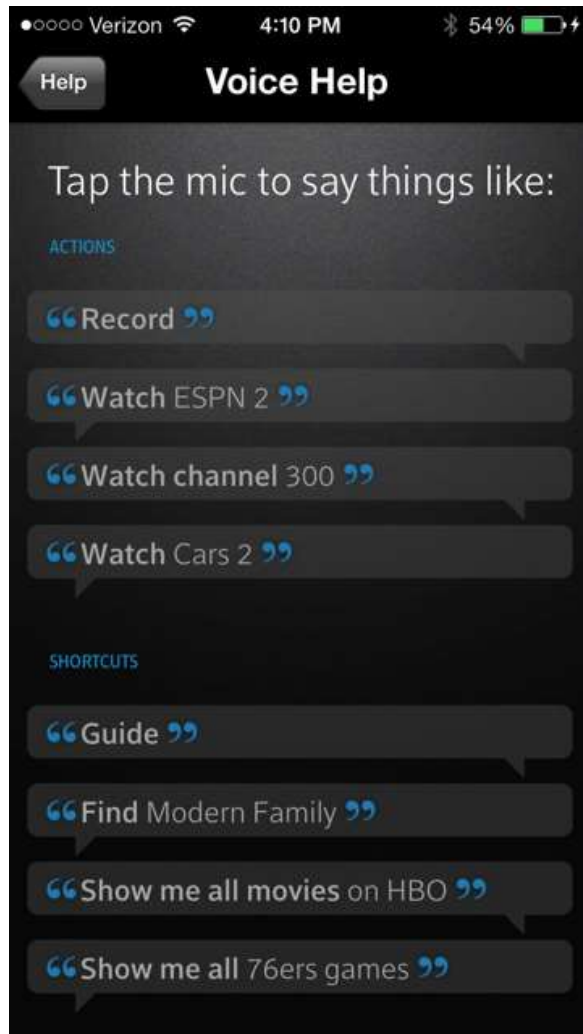 Verizon 4:10 PM 54%
Help Voice Help
Tap the mic to say things like:
ACTIONS
“Record”
“Watch ESPN 2”
“Watch channel 300”
“Watch Cars 2”
SHORTCUTS
“Guide”
“Find Modern Family”
“Show me all movies on HBO”
“Show me all 76ers games”